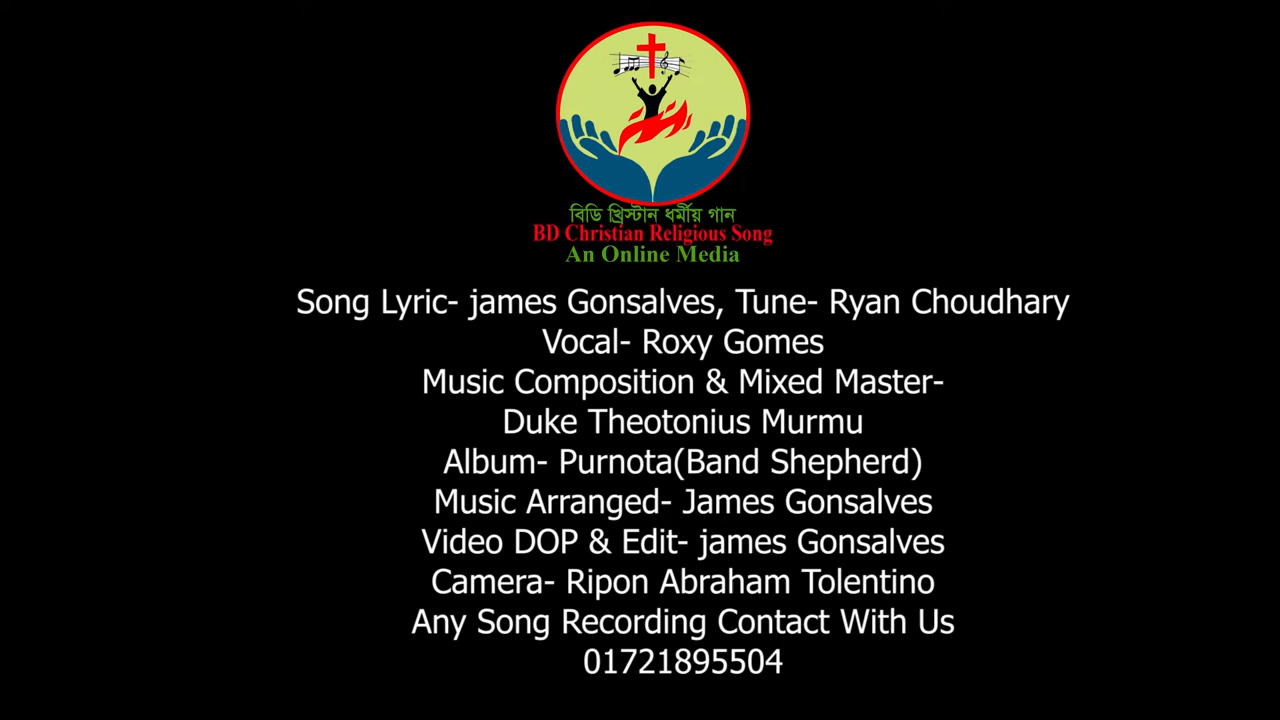 বিডি খ্রিস্টান ধর্মীয় গান
BD Christian Religious Song
An Online Media
Song Lyric- james Gonsalves, Tune- Ryan Choudhary
Vocal- Roxy Gomes
Music Composition & Mixed Master-
Duke Theotonius Murmu
Album- Purnota(Band Shepherd)
Music Arranged- James Gonsalves
Video DOP & Edit- james Gonsalves
Camera- Ripon Abraham Tolentino
Any Song Recording Contact With Us
01721895504